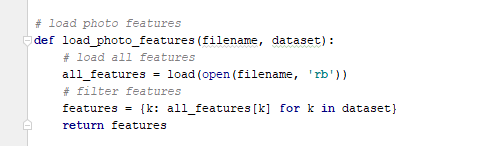 # load photo features
def load_photo_features(filename, dataset):
    # load all features
    all_features = load(open(filename, 'rb'))
    # filter features
    features = {k: all_features[k] for k in dataset}
    return features